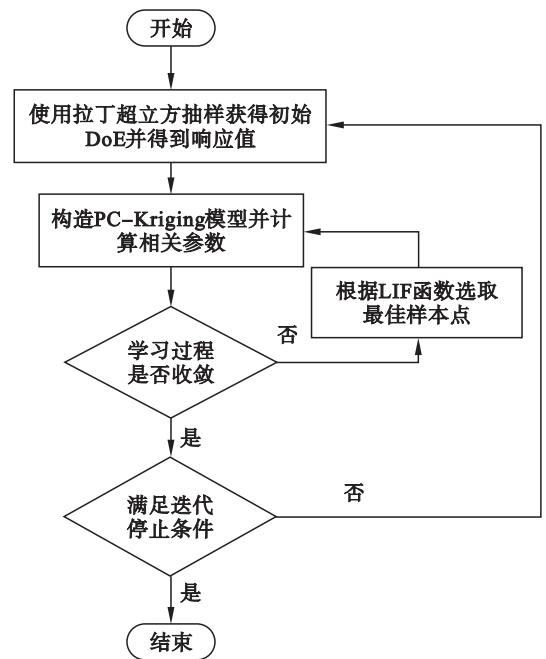 开始
使用拉丁超立方抽样获得初始
DoE并得到响应值
构造PC-Kriging模型并计
算相关参数
根据LIF函数选取
最佳样本点
否
学习过程
是否收敛
是
否
满足迭代
停止条件
是
结束